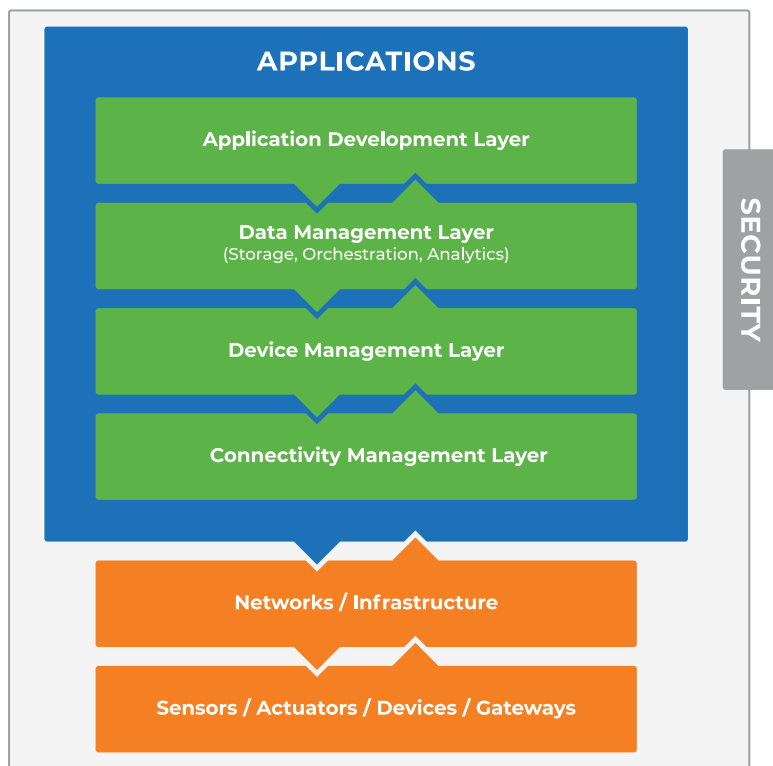 APPLICATIONS
Application Development Layer
Data Management Layer
(Storage, Orchestration, Analytics)
Device Management Layer
Connectivity Management Layer
Networks / Infrastructure
Sensors / Actuators / Devices / Gateways
SECURITY